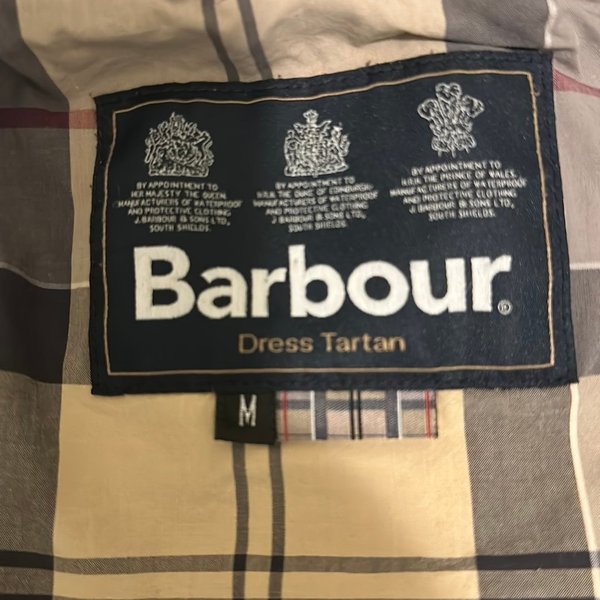 BY APPOINTMENT TO
HER MAJESTY THE QUEEN
MANUFACTURERS OF WATERPROOF
AND PROTECTIVE CLOTHING
J. BARBOUR & SONS LTD.
SOUTH SHIELDS.
BY APPOINTMENT TO
H.R.H. THE DUKE OF EDINBURGH
MANUFACTURERS OF WATERPROOF
AND PROTECTIVE CLOTHING
J. BARBOUR & SONS LTD.
SOUTH SHIELDS.
BY APPOINTMENT TO
H.R.H. THE PRINCE OF WALES.
MANUFACTURERS OF WATERPROOF
AND PROTECTIVE CLOTHING
J. BARBOUR & SONS LTD.
SOUTH SHIELDS.
Barbour®
Dress Tartan
M